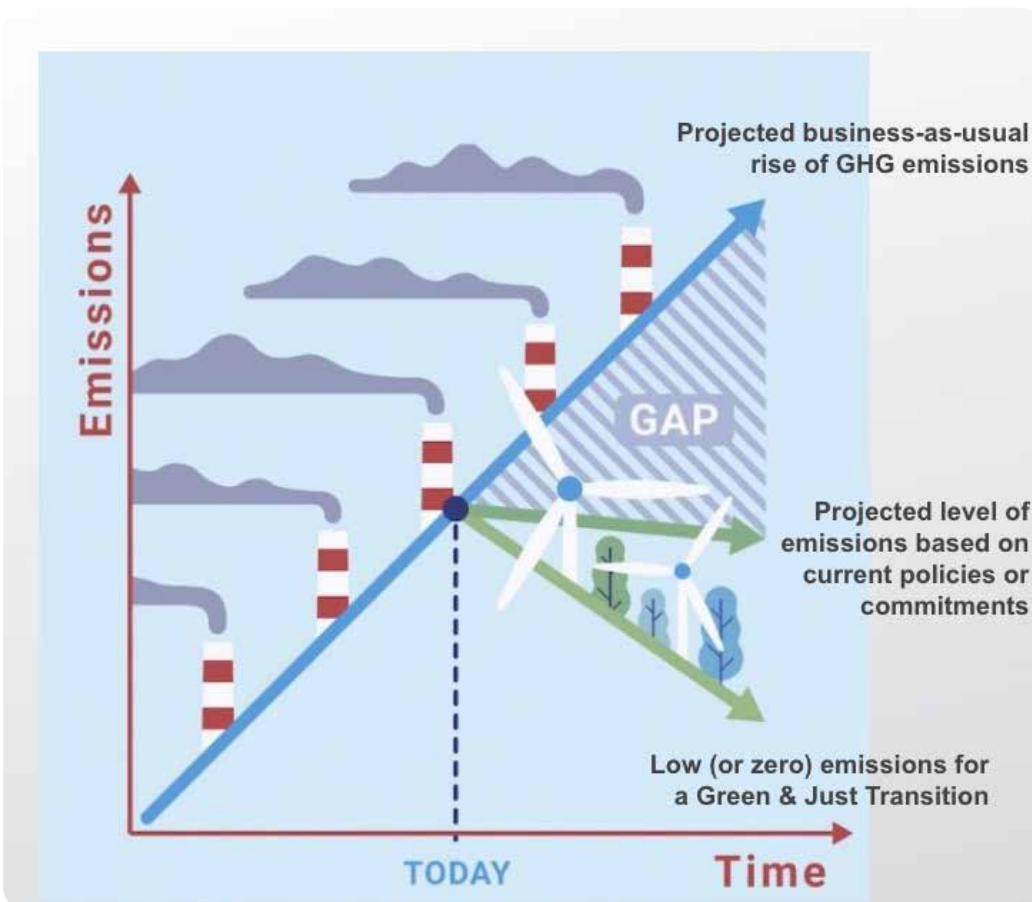 Projected business-as-usual
rise of GHG emissions
Emissions
GAP
Projected level of
emissions based on
current policies or
commitments
Low (or zero) emissions for
a Green & Just Transition
TODAY
Time